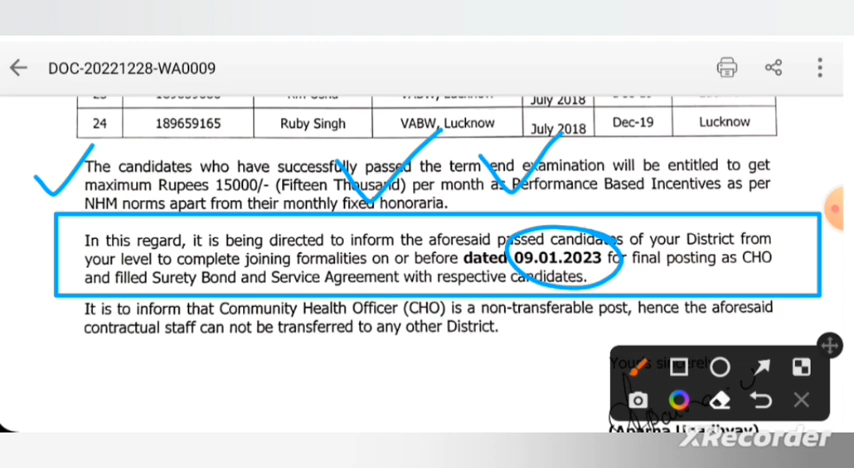 DOC-20221228-WA0009
July 2018
24 189659165 Ruby Singh VABW, Lucknow July 2018 Dec-19 Lucknow
The candidates who have successfully passed the term end examination will be entitled to get
maximum Rupees 15000/- (Fifteen Thousand) per month as Performance Based Incentives as per
NHM norms apart from their monthly fixed honoraria.
In this regard, it is being directed to inform the aforesaid passed candidates of your District from
your level to complete joining formalities on or before dated 09.01.2023 for final posting as CHO
and filled Surety Bond and Service Agreement with respective candidates.
It is to inform that Community Health Officer (CHO) is a non-transferable post, hence the aforesaid
contractual staff can not be transferred to any other District.
XRecorder